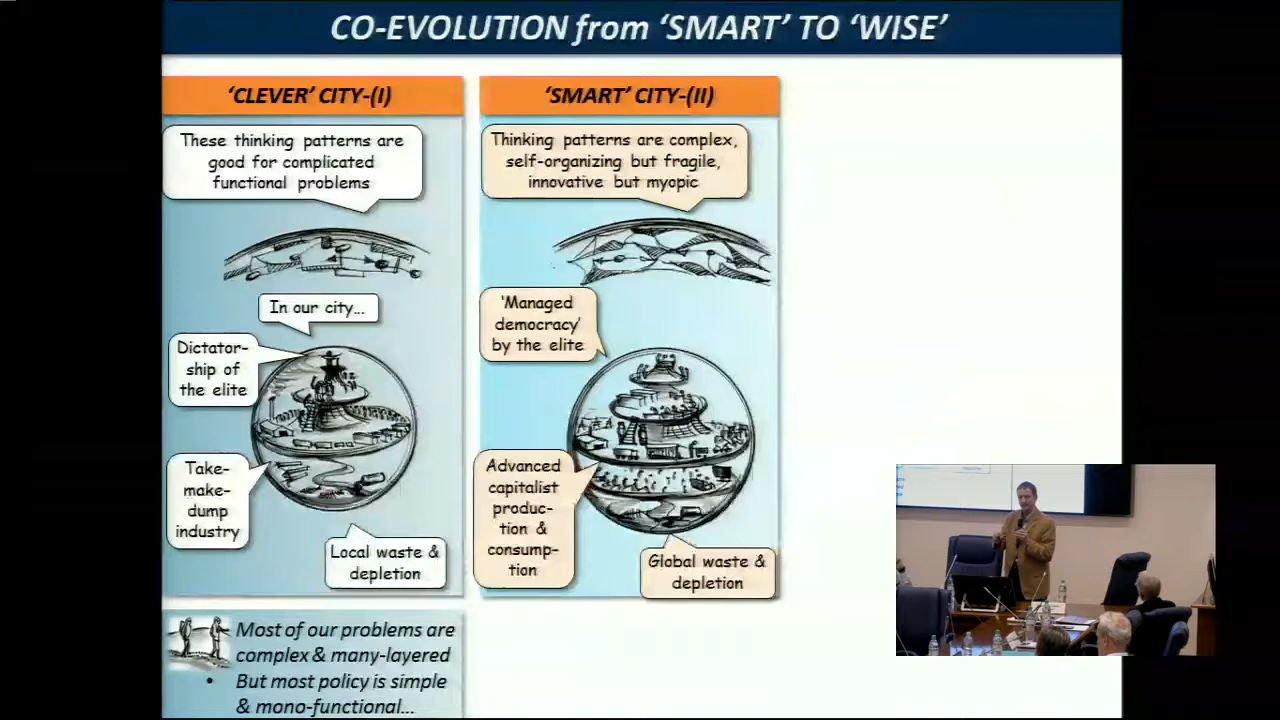 CO-EVOLUTION from ‘SMART’ TO ‘WISE’
‘CLEVER’ CITY-(I)
These thinking patterns are
good for complicated
functional problems
In our city...
Dictator-
ship of
the elite
Take-
make-
dump
industry
Local waste &
depletion
Most of our problems are
complex & many-layered
• But most policy is simple
& mono-functional...
‘SMART’ CITY-(II)
Thinking patterns are complex,
self-organizing but fragile,
innovative but myopic
‘Managed
democracy’
by the elite
Advanced
capitalist
produc-
tion &
consump-
tion
Global waste &
depletion